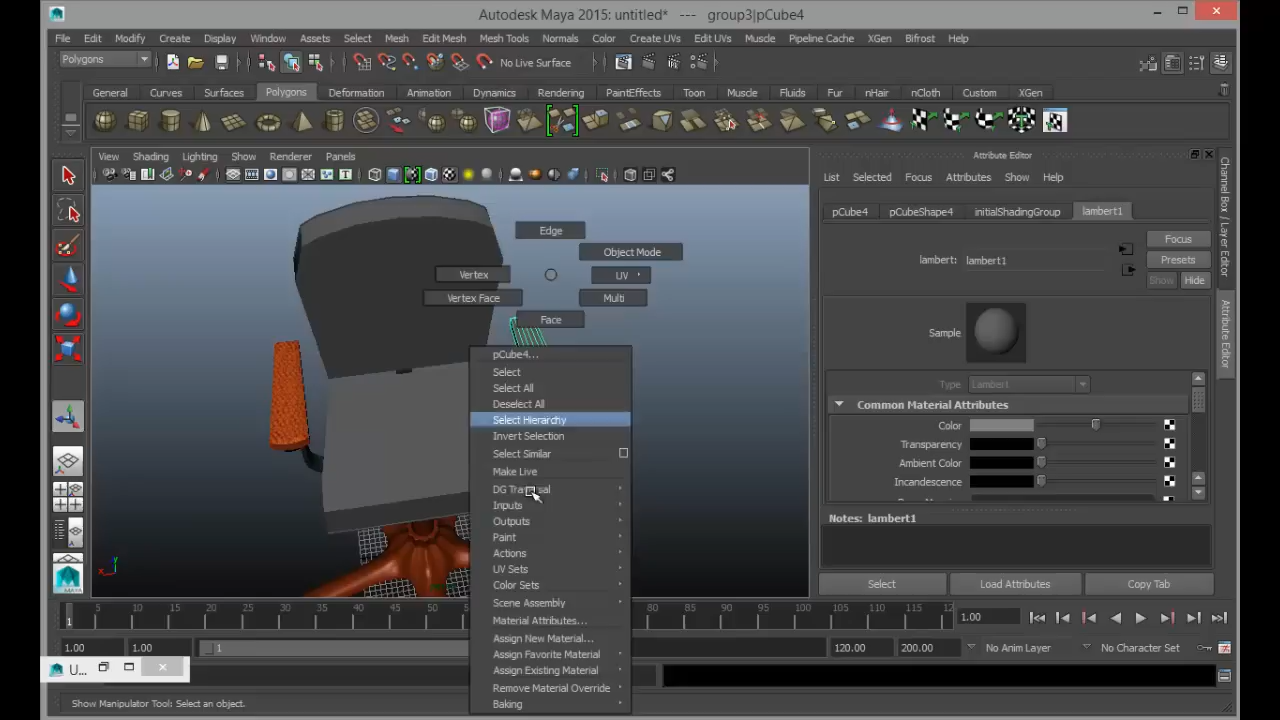 Autodesk Maya 2015: untitled* --- group3|pCube4
File Edit Modify Create Display Window Assets Select Mesh Edit Mesh Mesh Tools Normals Color Create UVs Edit UVs Muscle Pipeline Cache XGen Bifrost Help
Polygons No Live Surface
General Curves Surfaces Polygons Deformation Animation Dynamics Rendering PaintEffects Toon Muscle Fluids Fur nHair nCloth Custom XGen
View Shading Lighting Show Renderer Panels
Attribute Editor
List Selected Focus Attributes Show Help
pCube4 pCubeShape4 initialShadingGroup lambert1
lambert: lambert1
Focus
Presets
Show Hide
Sample
Type Lambert
Common Material Attributes
Color
Transparency
Ambient Color
Incandescence
Notes: lambert1
Select Load Attributes Copy Tab
Channel Box / Layer Editor
Attribute Editor
Edge
Object Mode
Vertex
UV
Vertex Face
Multi
Face
pCube4...
Select
Select All
Deselect All
Select Hierarchy
Invert Selection
Select Similar
Make Live
DG Traversal
Inputs
Outputs
Paint
Actions
UV Sets
Color Sets
Scene Assembly
Material Attributes...
Assign New Material...
Assign Favorite Material
Assign Existing Material
Remove Material Override
Baking
5 10 15 20 25 30 35 40 45 50 80 85 90 95 100 105 110 115 12
1
1.00
1.00 1.00 1 120.00 200.00 No Anim Layer No Character Set
U...
Show Manipulator Tool: Select an object.